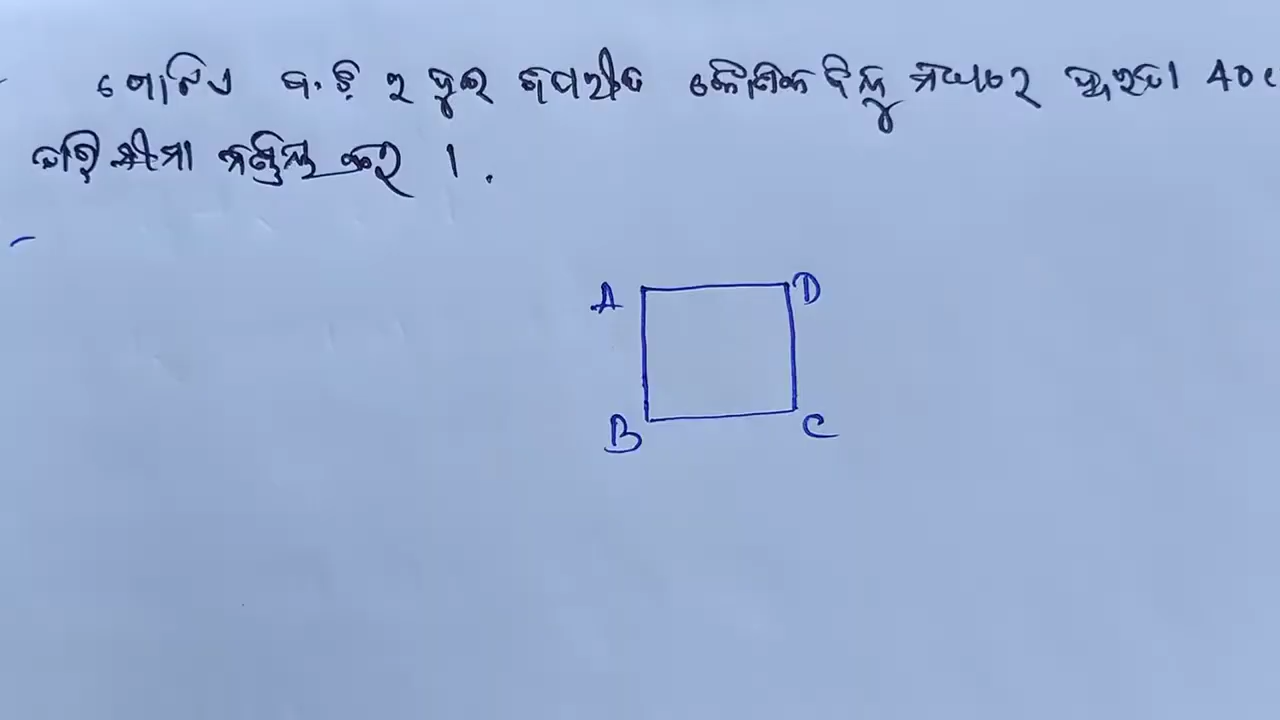 ଗୋଟିଏ ବ.ଚି ର ଦୁଇ ବିପରୀତ କୌଣିକ ବିନ୍ଦୁ ମଧ୍ୟରେ ଦୂରତା 40c
ପରିସୀମା ନିର୍ଣ୍ଣୟ କର ।.
A D
B C